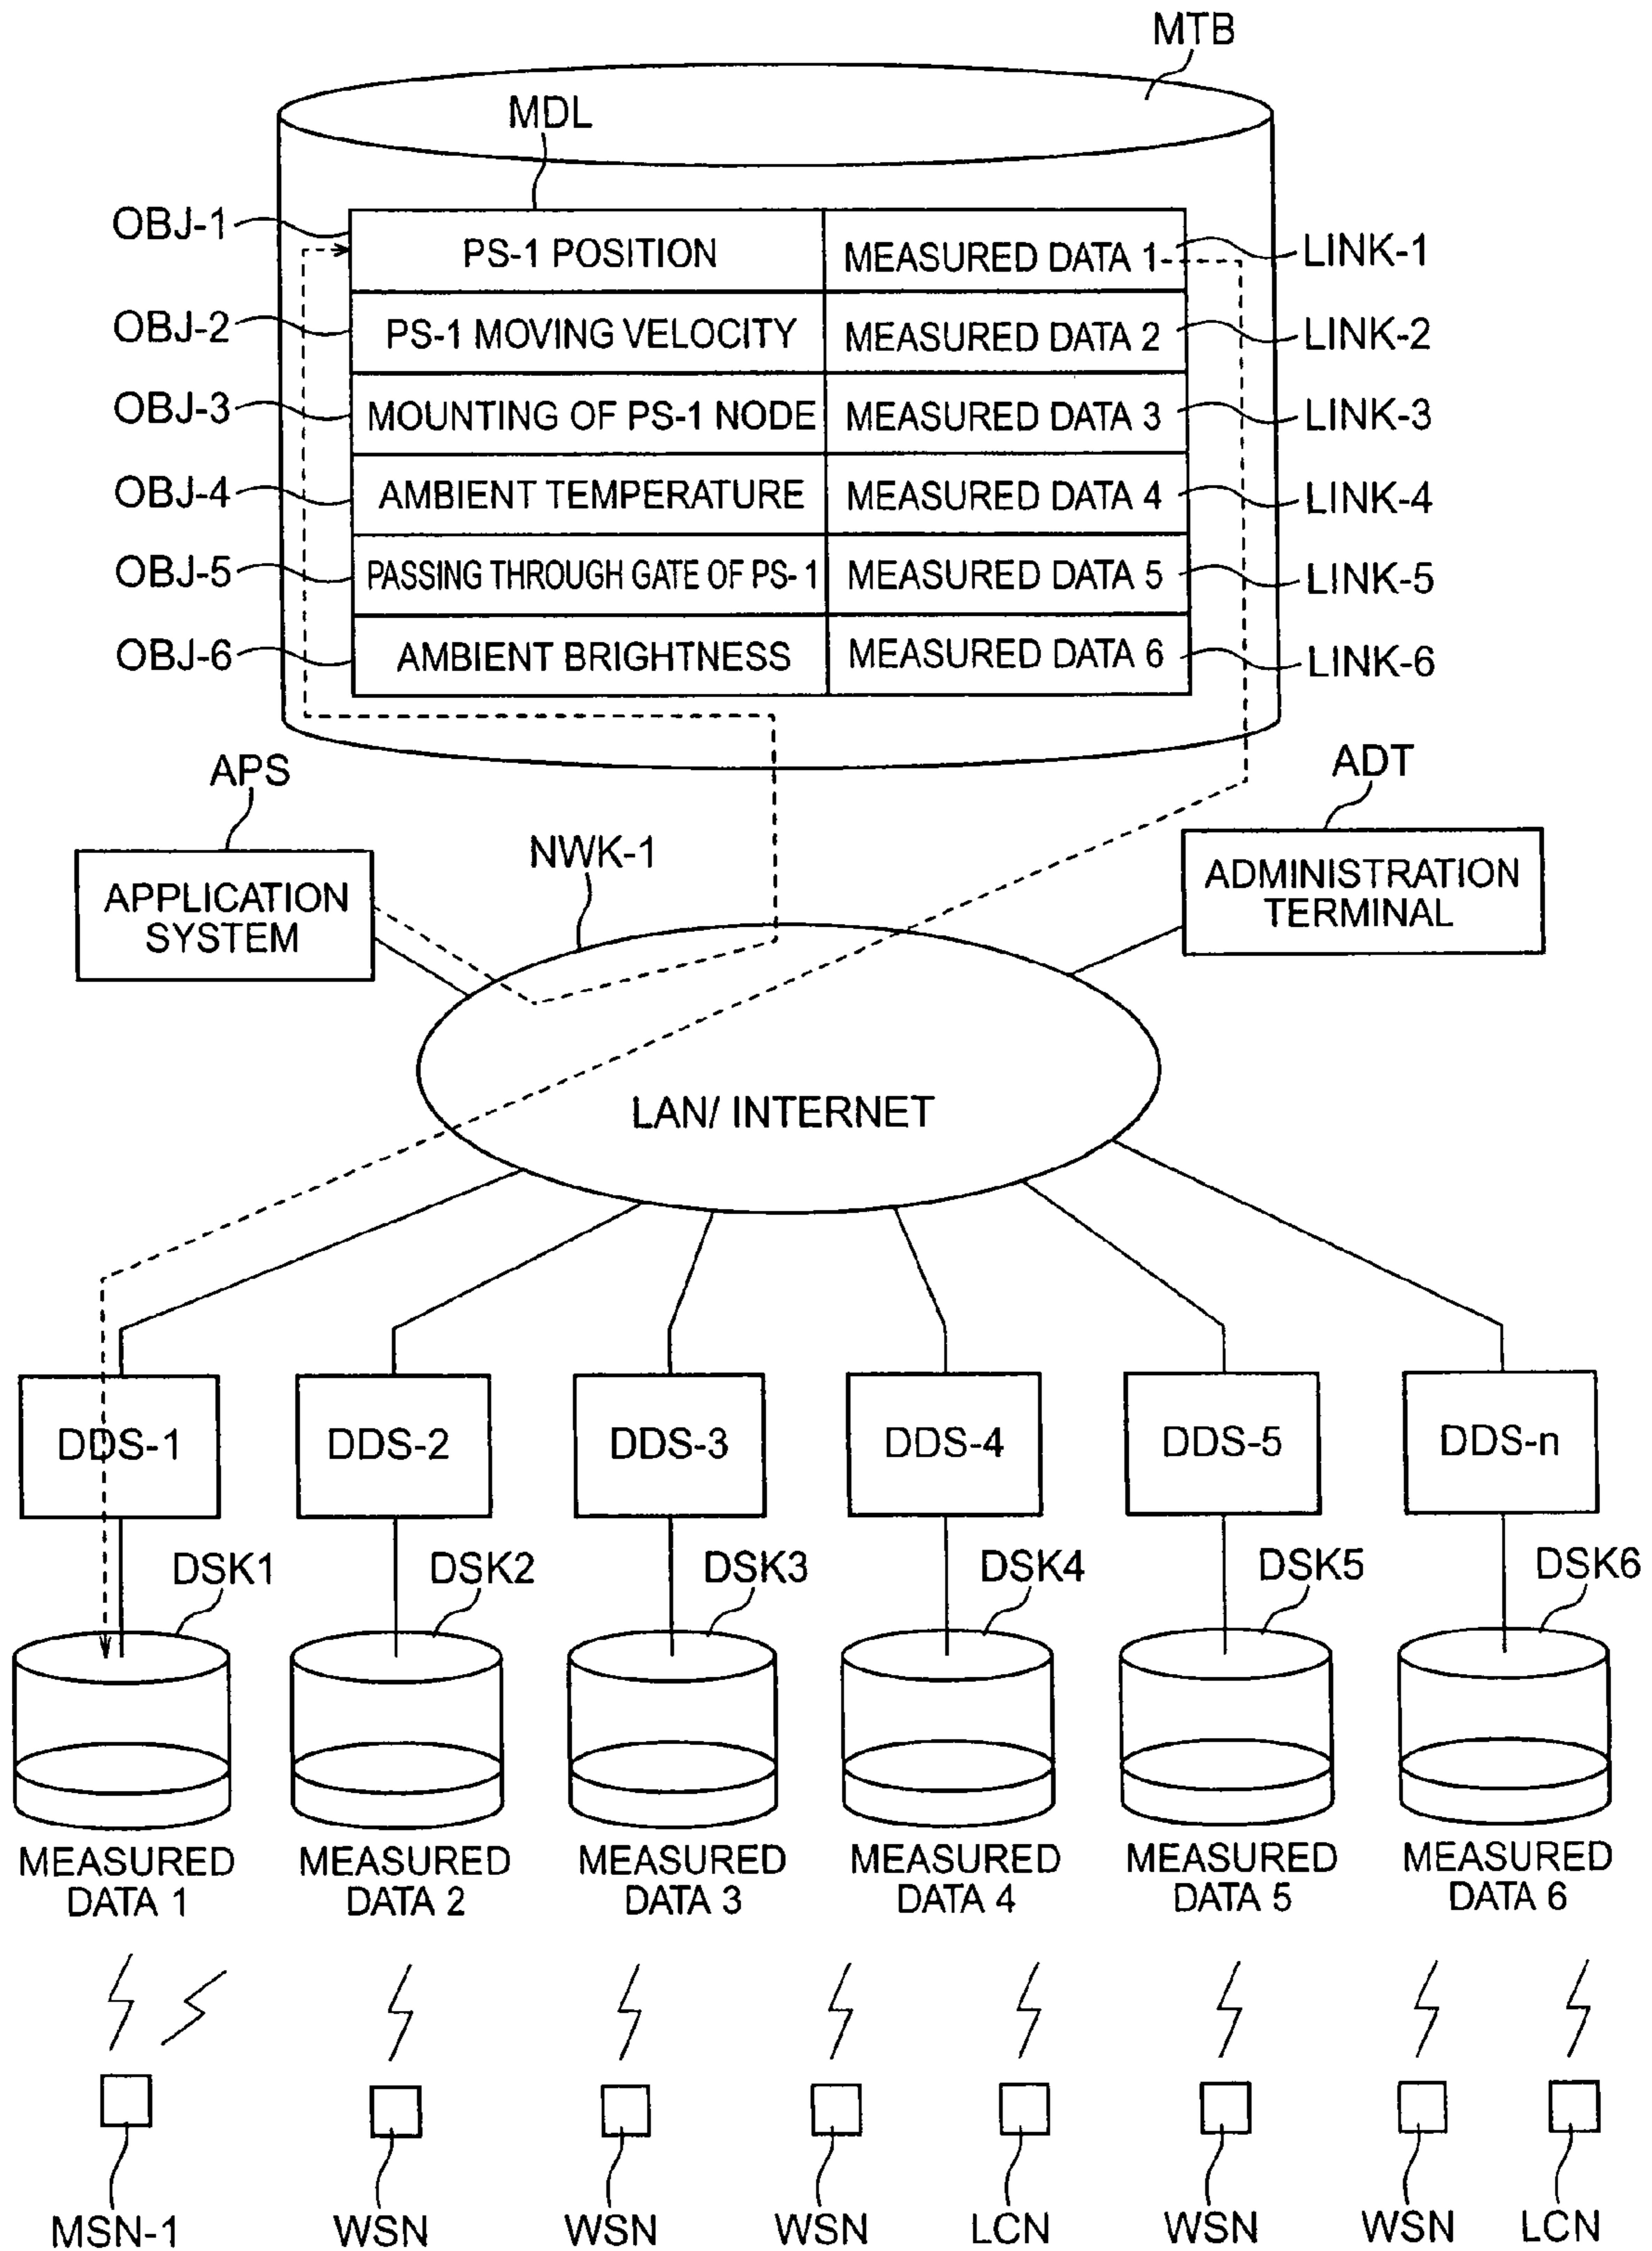 MTB
MDL
OBJ-1
PS-1 POSITION
MEASURED DATA 1
LINK-1
OBJ-2
PS-1 MOVING VELOCITY
MEASURED DATA 2
LINK-2
OBJ-3
MOUNTING OF PS-1 NODE
MEASURED DATA 3
LINK-3
OBJ-4
AMBIENT TEMPERATURE
MEASURED DATA 4
LINK-4
OBJ-5
PASSING THROUGH GATE OF PS-1
MEASURED DATA 5
LINK-5
OBJ-6
AMBIENT BRIGHTNESS
MEASURED DATA 6
LINK-6
APS
ADT
NWK-1
APPLICATION
SYSTEM
ADMINISTRATION
TERMINAL
LAN/ INTERNET
DDS-1
DDS-2
DDS-3
DDS-4
DDS-5
DDS-n
DSK1
DSK2
DSK3
DSK4
DSK5
DSK6
MEASURED
DATA 1
MEASURED
DATA 2
MEASURED
DATA 3
MEASURED
DATA 4
MEASURED
DATA 5
MEASURED
DATA 6
MSN-1
WSN
WSN
WSN
LCN
WSN
WSN
LCN